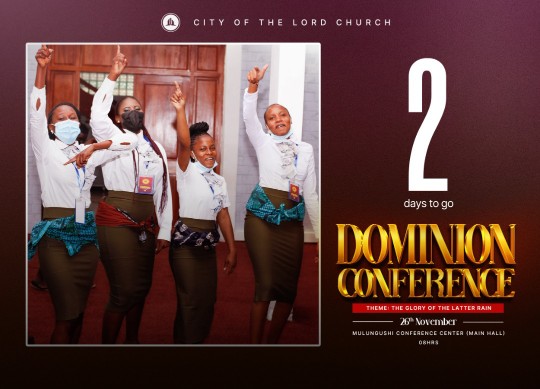 CITY OF THE LORD CHURCH
2
days to go
DOMINION
CONFERENCE
THEME: THE GLORY OF THE LATTER RAIN
26th November
MULUNGUSHI CONFERENCE CENTER (MAIN HALL)
08HRS